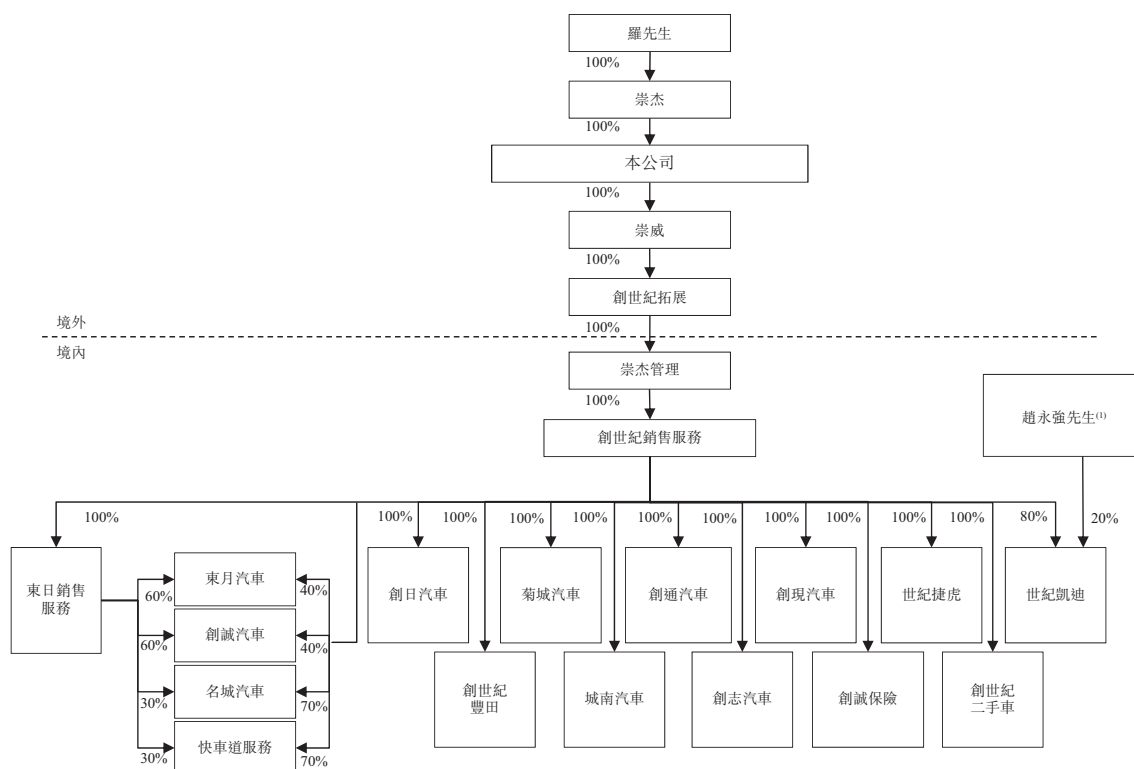 羅先生
100%
崇杰
100%
本公司
100%
崇威
100%
創世紀拓展
境外
100%
境內
崇杰管理
100%
創世紀銷售服務
趙永強先生(1)
100%
100%
100%
100%
100%
100%
100%
100%
100%
100%
100%
80%
20%
東日銷售
服務
東月汽車
60%
40%
創誠汽車
60%
40%
名城汽車
30%
70%
快車道服務
30%
70%
創日汽車
菊城汽車
創通汽車
創現汽車
世紀捷虎
世紀凱迪
創世紀
豐田
城南汽車
創志汽車
創誠保險
創世紀
二手車